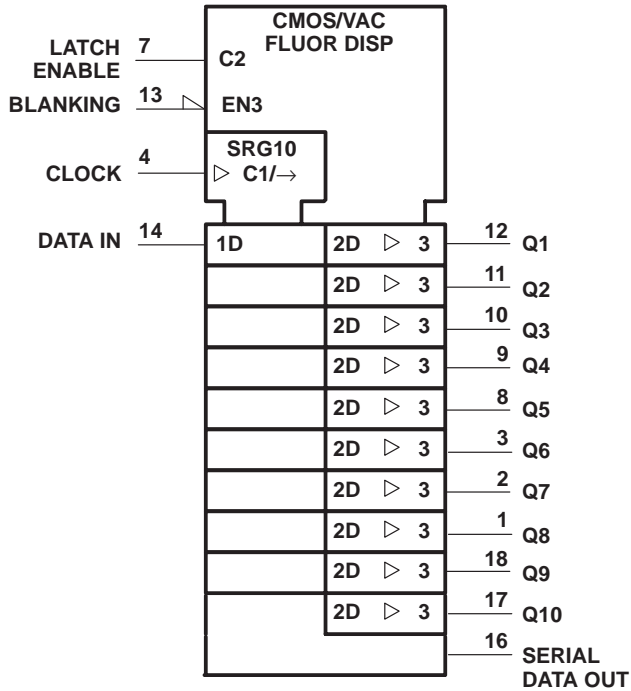 CMOS/VAC
FLUOR DISP
LATCH
ENABLE 7 C2
BLANKING 13 EN3
SRG10
CLOCK 4 C1/→
DATA IN 14 1D 2D ▷ 3 12 Q1
2D ▷ 3 11 Q2
2D ▷ 3 10 Q3
2D ▷ 3 9 Q4
2D ▷ 3 8 Q5
2D ▷ 3 3 Q6
2D ▷ 3 2 Q7
2D ▷ 3 1 Q8
2D ▷ 3 18 Q9
2D ▷ 3 17 Q10
16 SERIAL
DATA OUT